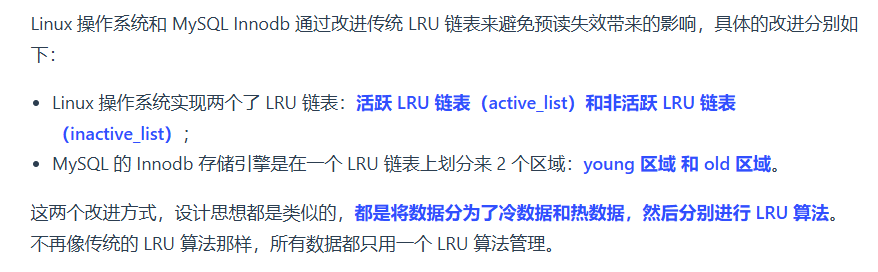 Linux 操作系统和 MySQL Innodb 通过改进传统 LRU 链表来避免预读失效带来的影响，具体的改进分别如
下：
• Linux 操作系统实现两个了 LRU 链表：活跃 LRU 链表（active_list）和非活跃 LRU 链表
（inactive_list）；
• MySQL 的 Innodb 存储引擎是在一个 LRU 链表上划分来 2 个区域：young 区域 和 old 区域。
这两个改进方式，设计思想都是类似的，都是将数据分为了冷数据和热数据，然后分别进行 LRU 算法。
不再像传统的 LRU 算法那样，所有数据都只用一个 LRU 算法管理。